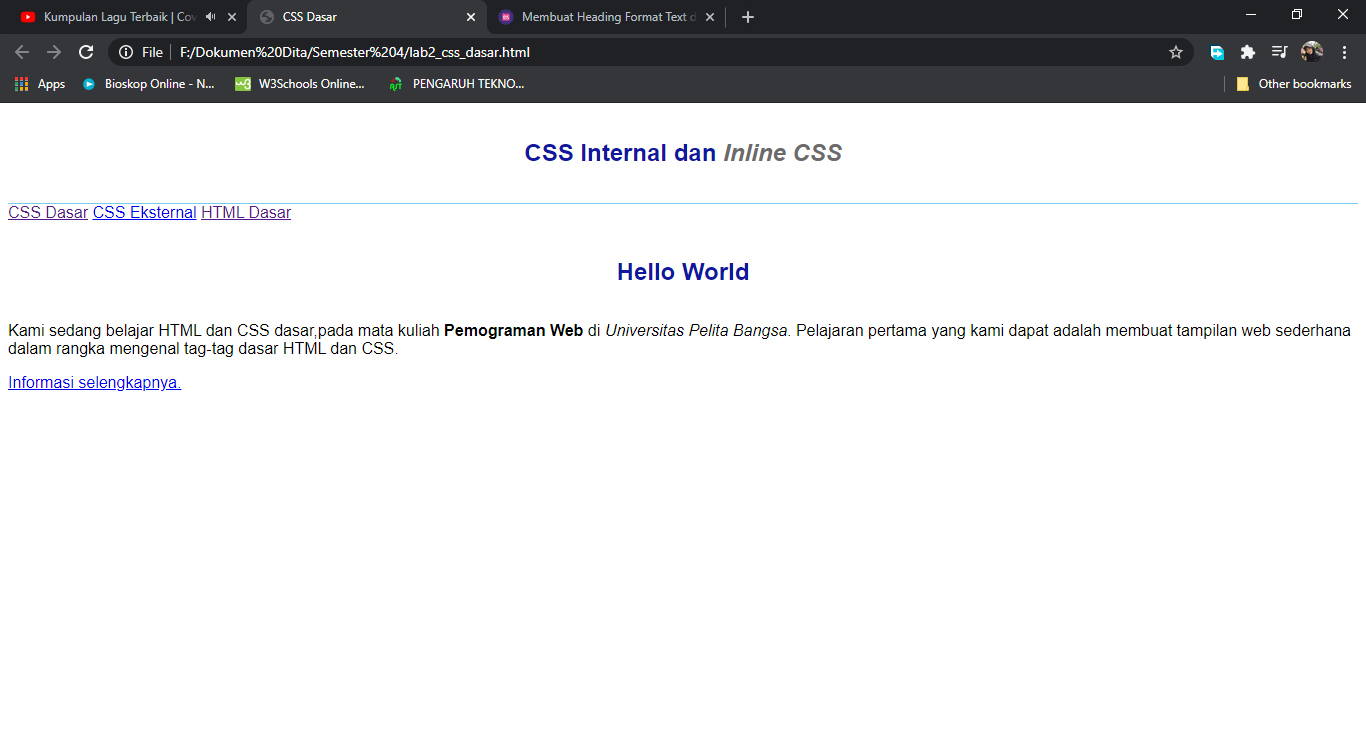 Kumpulan Lagu Terbaik | Cov
CSS Dasar
Membuat Heading Format Text d
File
F:/Dokumen%20Dita/Semester%204/lab2_css_dasar.html
Apps
Bioskop Online - N...
W3Schools Online...
PENGARUH TEKNO...
Other bookmarks
CSS Internal dan Inline CSS
CSS Dasar CSS Eksternal HTML Dasar
Hello World
Kami sedang belajar HTML dan CSS dasar,pada mata kuliah Pemograman Web di Universitas Pelita Bangsa. Pelajaran pertama yang kami dapat adalah membuat tampilan web sederhana
dalam rangka mengenal tag-tag dasar HTML dan CSS.
Informasi selengkapnya.